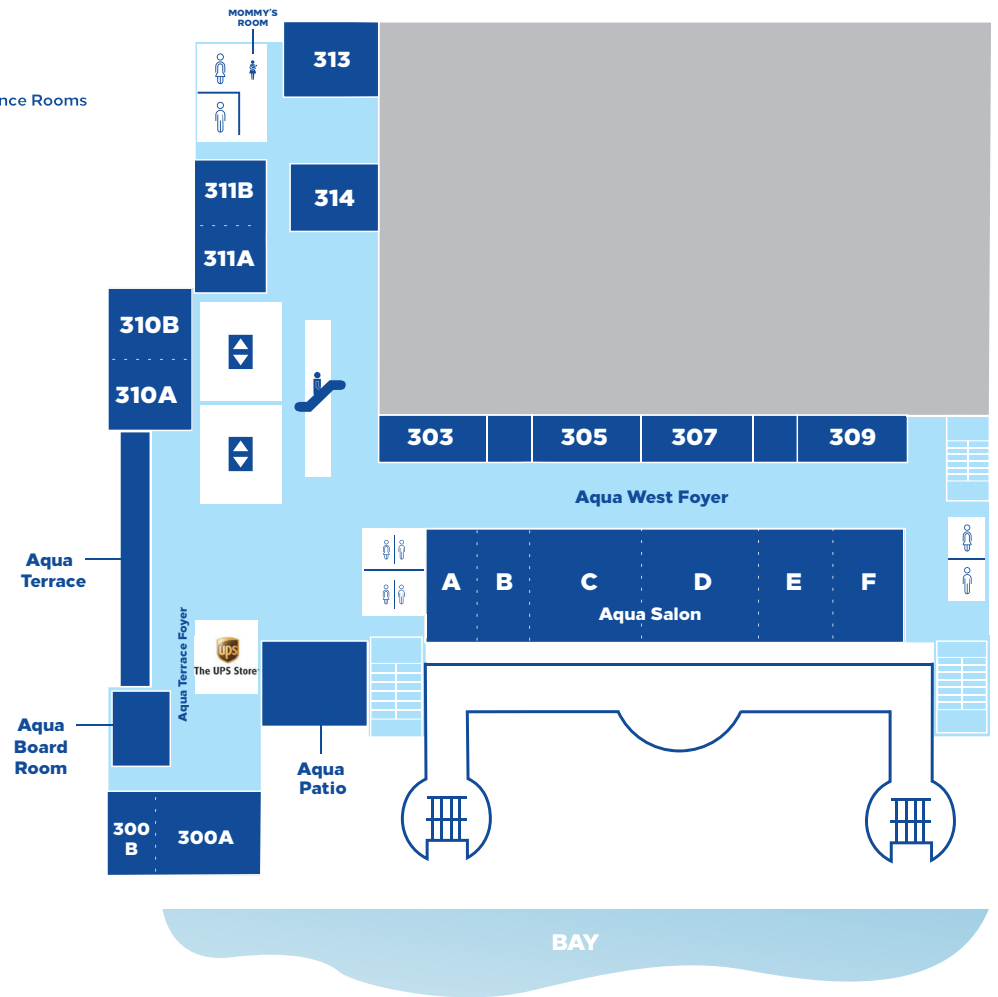 MOMMY'S
ROOM
313
nce Rooms
311B
314
311A
310B
310A
303
305
307
309
Aqua West Foyer
Aqua
Terrace
A
B
C
D
E
F
Aqua Salon
Aqua Terrace Foyer
ups
The UPS Store
Aqua
Board
Room
Aqua
Patio
300
B
300A
BAY